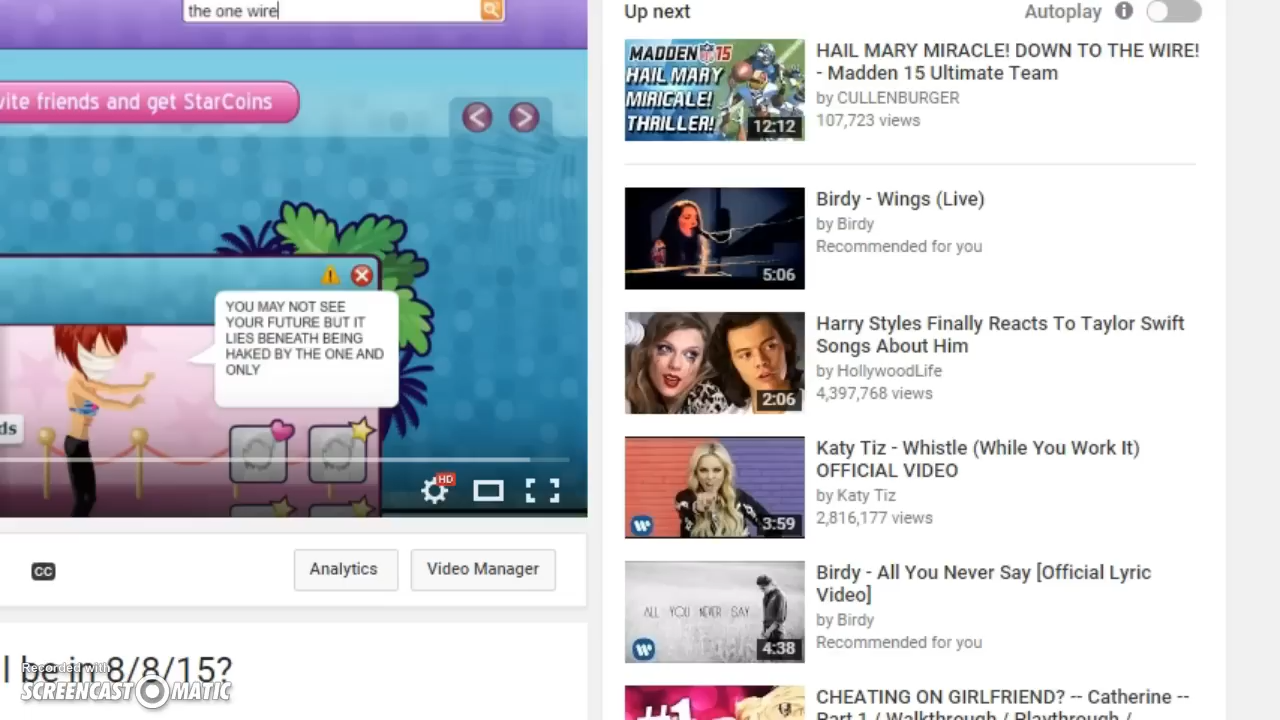 the one wire
Up next
Autoplay
vite friends and get StarCoins
MADDEN 15
HAIL MARY
MIRICALE!
THRILLER!
12:12
HAIL MARY MIRACLE! DOWN TO THE WIRE!
- Madden 15 Ultimate Team
by CULLENBURGER
107,723 views
5:06
Birdy - Wings (Live)
by Birdy
Recommended for you
YOU MAY NOT SEE
YOUR FUTURE BUT IT
LIES BENEATH BEING
HAKED BY THE ONE AND
ONLY
ds
2:06
Harry Styles Finally Reacts To Taylor Swift
Songs About Him
by HollywoodLife
4,397,768 views
HD
3:59
Katy Tiz - Whistle (While You Work It)
OFFICIAL VIDEO
by Katy Tiz
2,816,177 views
CC
Analytics
Video Manager
ALL YOU NEVER SAY
4:38
Birdy - All You Never Say [Official Lyric
Video]
by Birdy
Recommended for you
l be in 8/8/15?
Recorded with
SCREENCAST MATIC
#1
CHEATING ON GIRLFRIEND? -- Catherine --
Part 1 / Walkthrough / Playthrough /